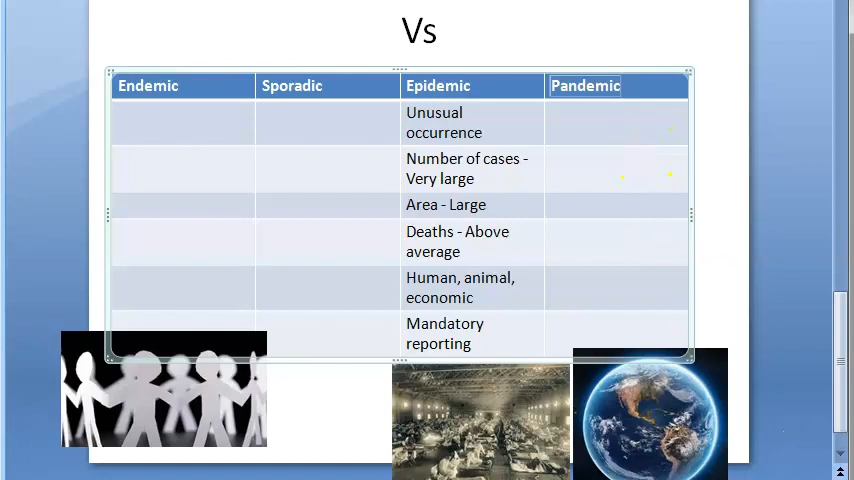 Vs
Endemic Sporadic Epidemic Pandemic
Unusual
occurrence
Number of cases -
Very large
Area - Large
Deaths - Above
average
Human, animal,
economic
Mandatory
reporting